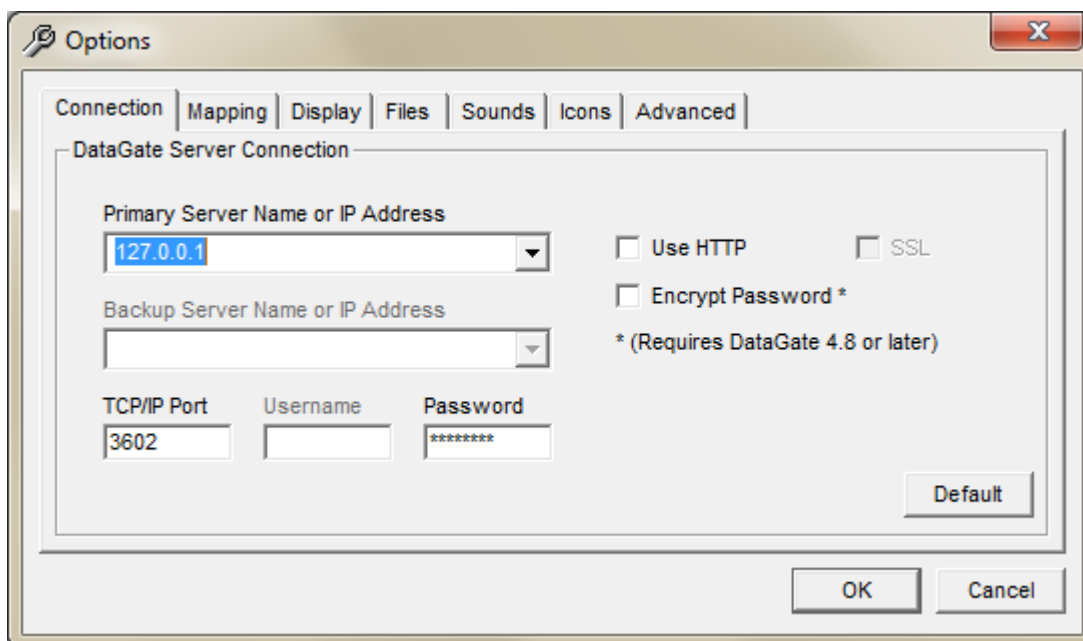 Options
Connection Mapping Display Files Sounds Icons Advanced
DataGate Server Connection
Primary Server Name or IP Address
127.0.0.1
Use HTTP SSL
Encrypt Password *
Backup Server Name or IP Address
* (Requires DataGate 4.8 or later)
TCP/IP Port Username Password
3602 ********
Default
OK Cancel